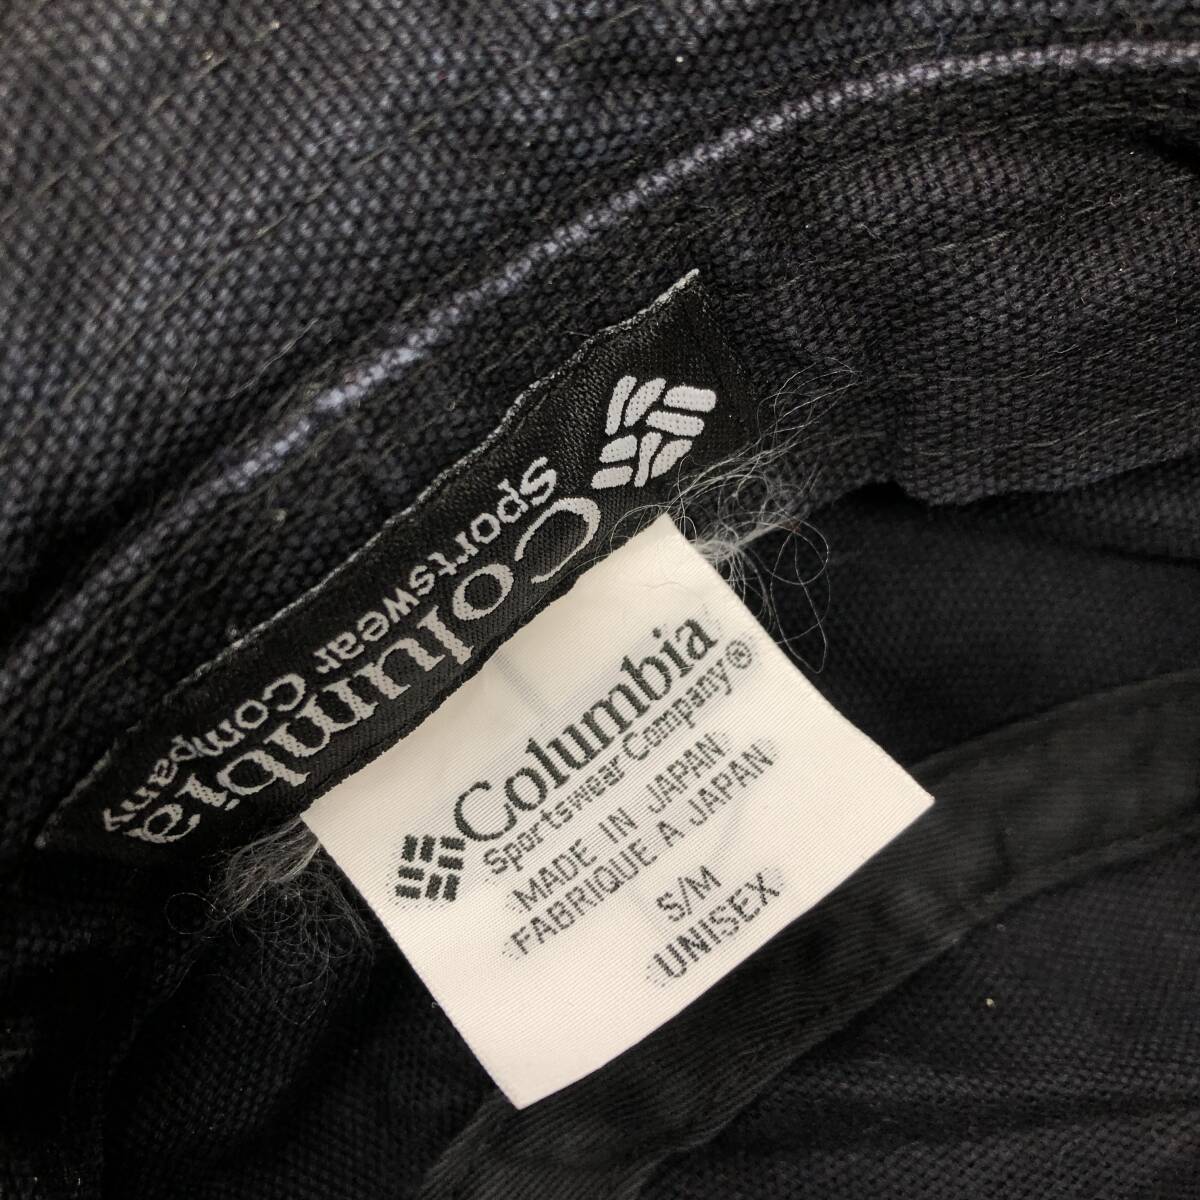 Columbia
Sportswear Company
Columbia
Sportswear Company®
MADE IN JAPAN
FABRIQUE A JAPAN
S/M
UNISEX